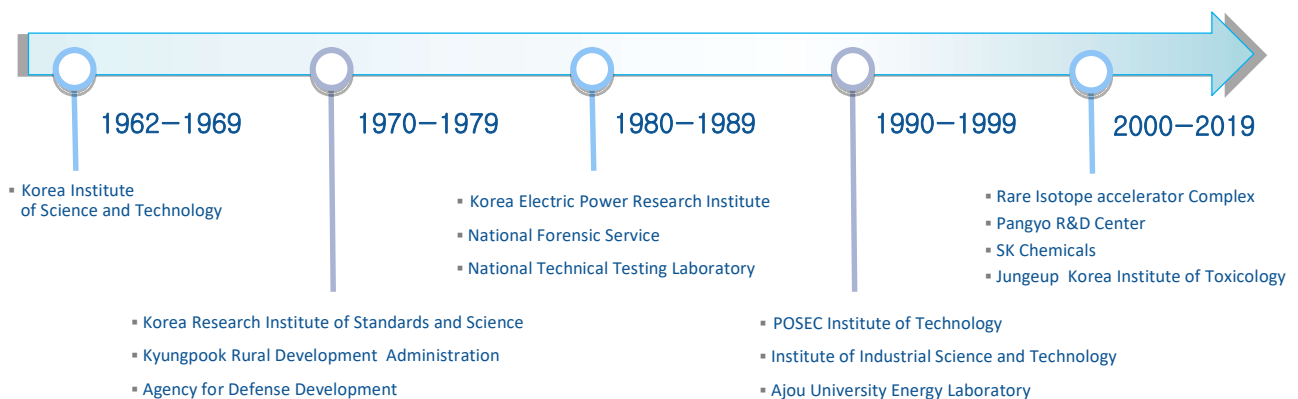 1962-1969
1970-1979
1980-1989
1990-1999
2000-2019
▪ Korea Institute
of Science and Technology
▪ Korea Research Institute of Standards and Science
▪ Kyungpook Rural Development Administration
▪ Agency for Defense Development
▪ Korea Electric Power Research Institute
▪ National Forensic Service
▪ National Technical Testing Laboratory
▪ POSEC Institute of Technology
▪ Institute of Industrial Science and Technology
▪ Ajou University Energy Laboratory
▪ Rare Isotope accelerator Complex
▪ Pangyo R&D Center
▪ SK Chemicals
▪ Jungeup Korea Institute of Toxicology